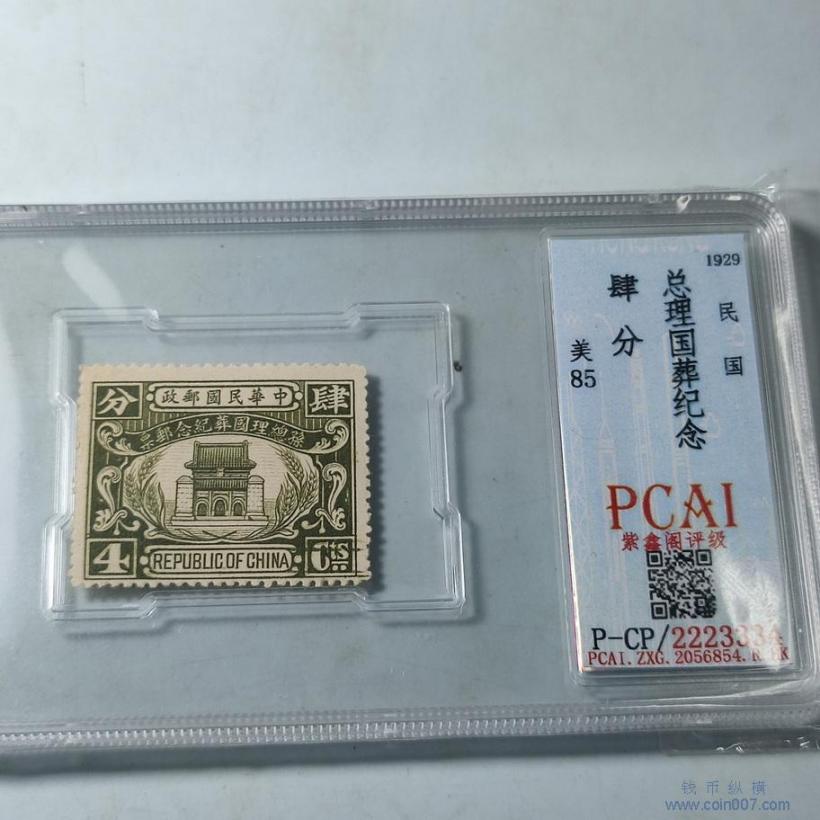 分
政郵國民華中
肆
票郵念紀葬國理總孫
4
REPUBLIC OF CHINA
CTS
1929
民国
总理国葬纪念
肆分
美
85
PCAI
紫鑫阁评级
P-CP/2223334
PCAI.ZXG.2056854.
钱币纵横
www.coin007.com